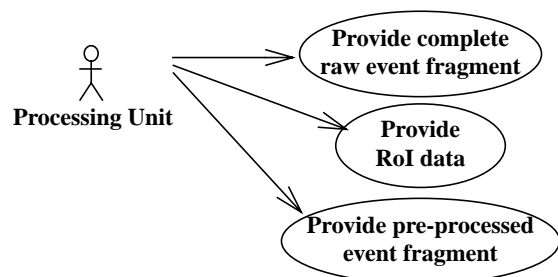 Provide complete
raw event fragment
Processing Unit
Provide
RoI data
Provide pre-processed
event fragment